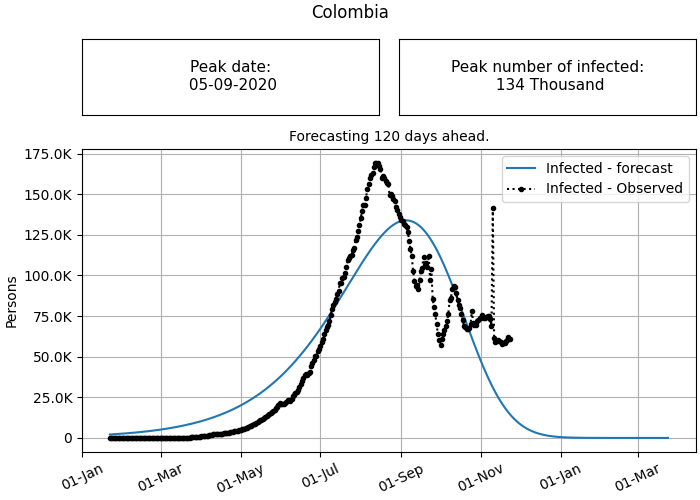 Colombia
Peak date:
05-09-2020
Peak number of infected:
134 Thousand
Forecasting 120 days ahead.
175.0K
150.0K
125.0K
100.0K
75.0K
50.0K
25.0K
0
Persons
Infected - forecast
Infected - Observed
01-Jan
01-Mar
01-May
01-Jul
01-Sep
01-Nov
01-Jan
01-Mar